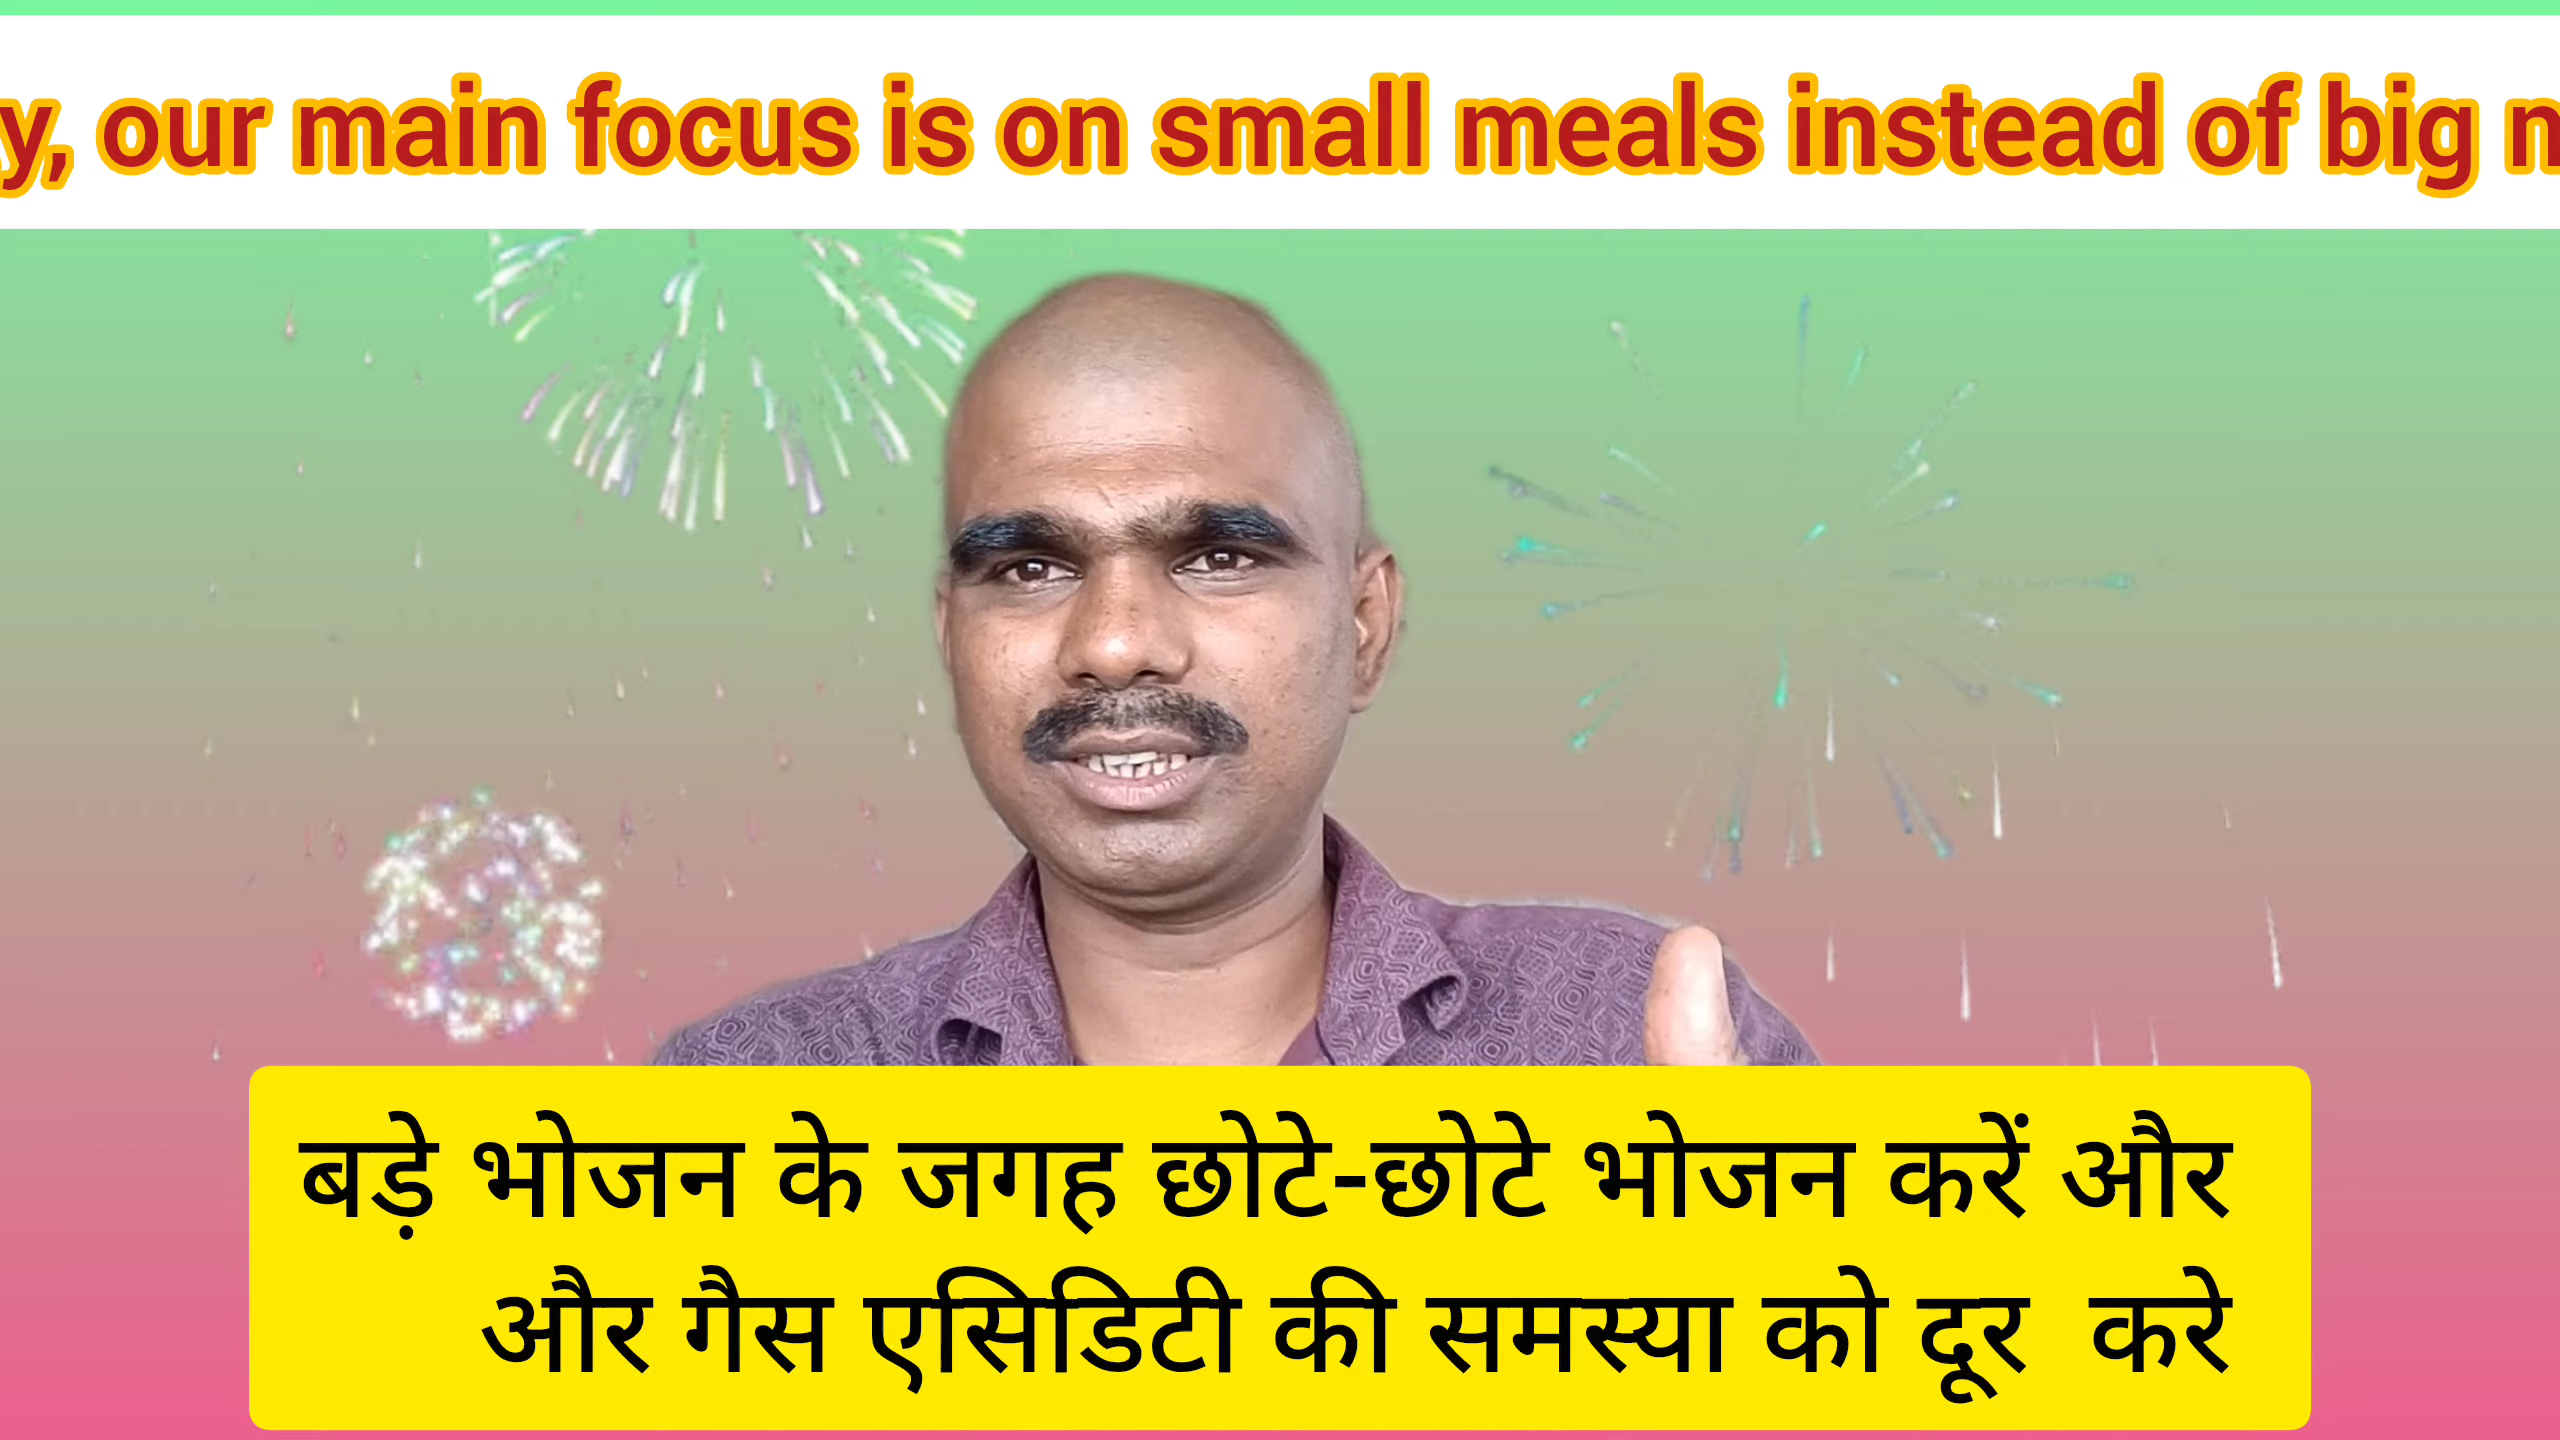 y, our main focus is on small meals instead of big
बड़े भोजन के जगह छोटे-छोटे भोजन करें और
और गैस एसिडिटी की समस्या को दूर करे